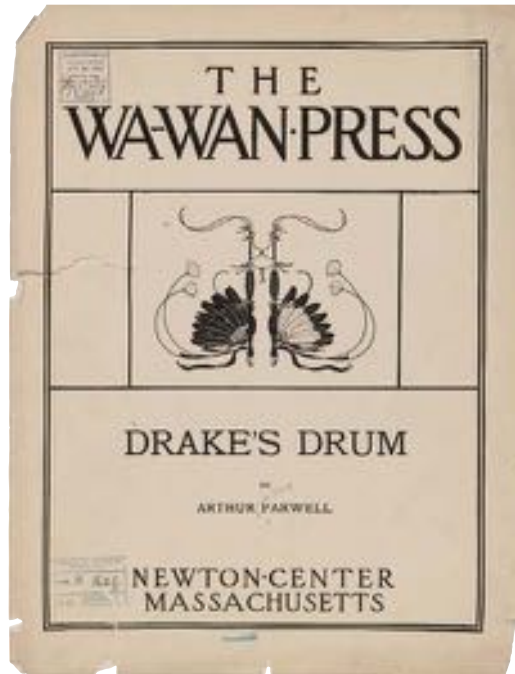 THE
WA-WAN·PRESS
DRAKE'S DRUM
BY
ARTHUR FARWELL
NEWTON·CENTER
MASSACHUSETTS